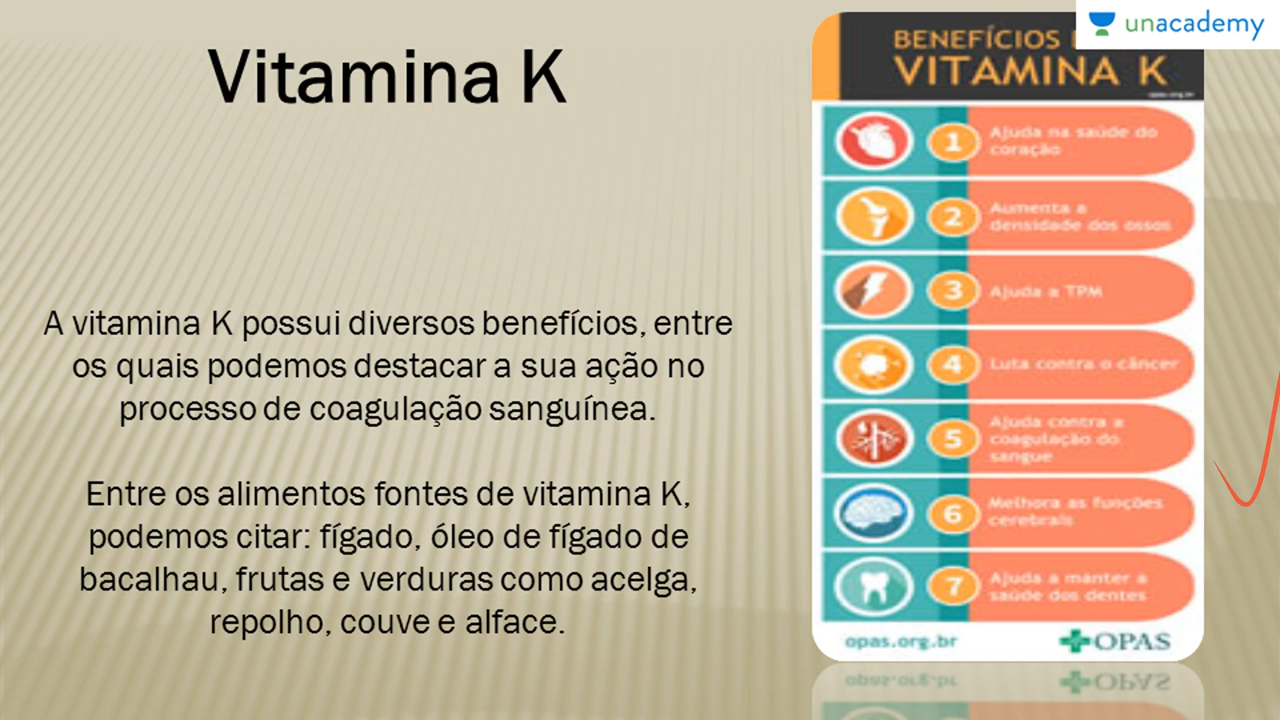 Vitamina K
A vitamina K possui diversos benefícios, entre
os quais podemos destacar a sua ação no
processo de coagulação sanguínea.
Entre os alimentos fontes de vitamina K,
podemos citar: fígado, óleo de fígado de
bacalhau, frutas e verduras como acelga,
repolho, couve e alface.
unacademy
BENEFÍCIOS
VITAMINA K
opas.org.br
1 Ajuda na saúde do
coração
2 Aumenta a
densidade dos ossos
3 Ajuda a TPM
4 Luta contra o câncer
5 Ajuda contra a
coagulação do
sangue
6 Melhora as funções
cerebrais
7 Ajuda a manter a
saúde dos dentes
opas.org.br
OPAS